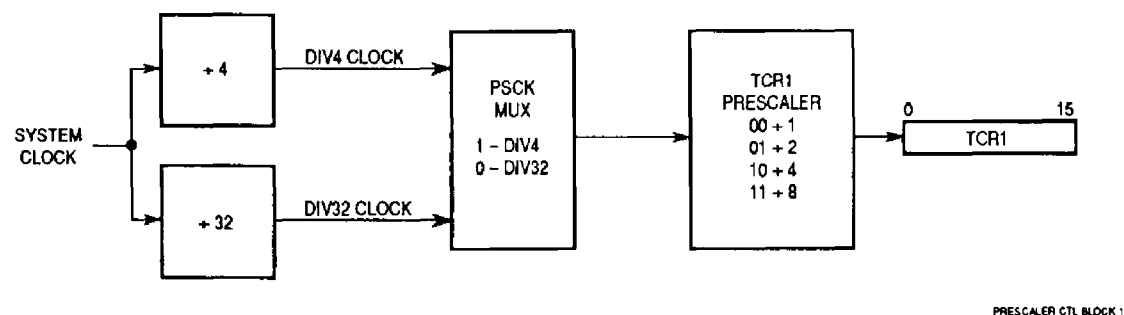 SYSTEM
CLOCK
÷ 4
DIV4 CLOCK
÷ 32
DIV32 CLOCK
PSCK
MUX
1 – DIV4
0 – DIV32
TCR1
PRESCALER
00 ÷ 1
01 ÷ 2
10 ÷ 4
11 ÷ 8
0 15
TCR1
PRESCALER CTL BLOCK 1